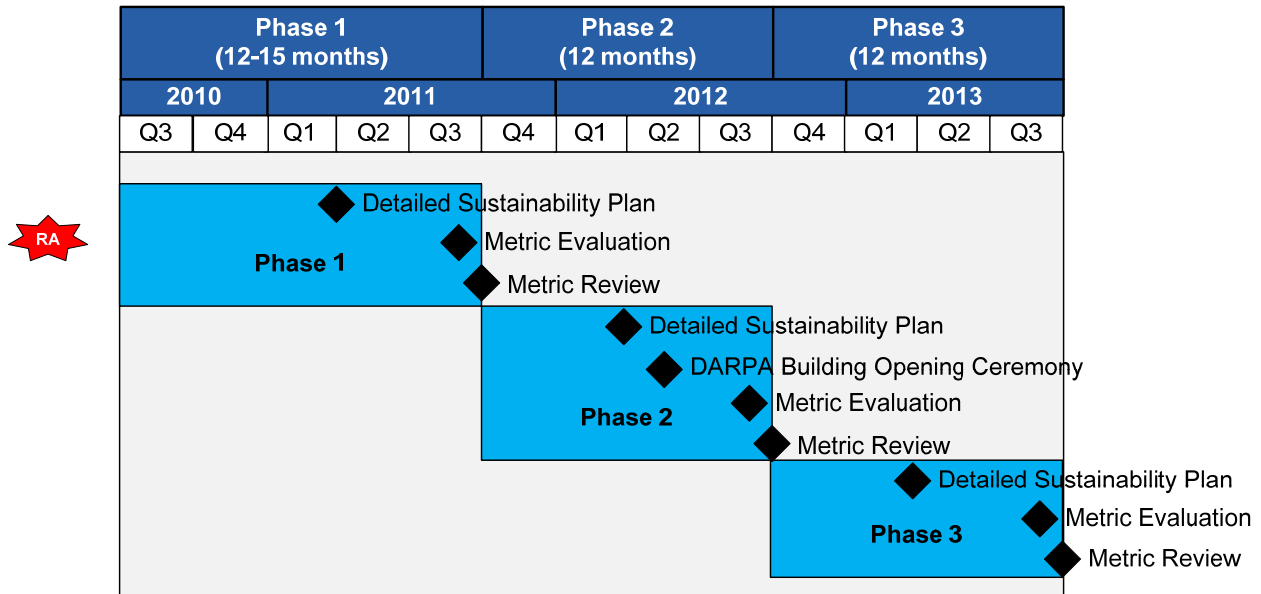 Phase 1
(12-15 months)
Phase 2
(12 months)
Phase 3
(12 months)
2010
2011
2012
2013
Q3
Q4
Q1
Q2
Q3
Q4
Q1
Q2
Q3
Q4
Q1
Q2
Q3
Detailed Sustainability Plan
RA
Metric Evaluation
Phase 1
Metric Review
Detailed Sustainability Plan
DARPA Building Opening Ceremony
Metric Evaluation
Phase 2
Metric Review
Detailed Sustainability Plan
Metric Evaluation
Phase 3
Metric Review